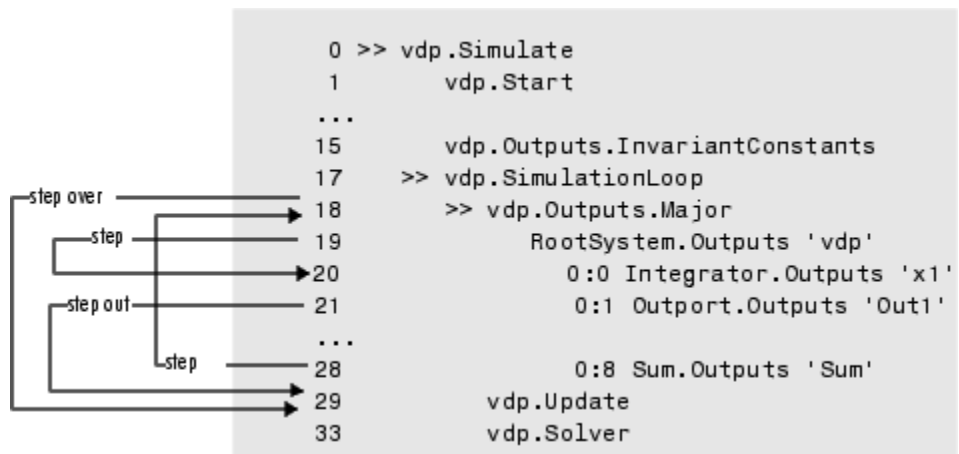 0 >> vdp.Simulate
1 vdp.Start
...
15 vdp.Outputs.InvariantConstants
17 >> vdp.SimulationLoop
step over
18 >> vdp.Outputs.Major
step
19 RootSystem.Outputs 'vdp'
20 0:0 Integrator.Outputs 'x1'
step out
21 0:1 Outport.Outputs 'Out1'
...
step
28 0:8 Sum.Outputs 'Sum'
29 vdp.Update
33 vdp.Solver